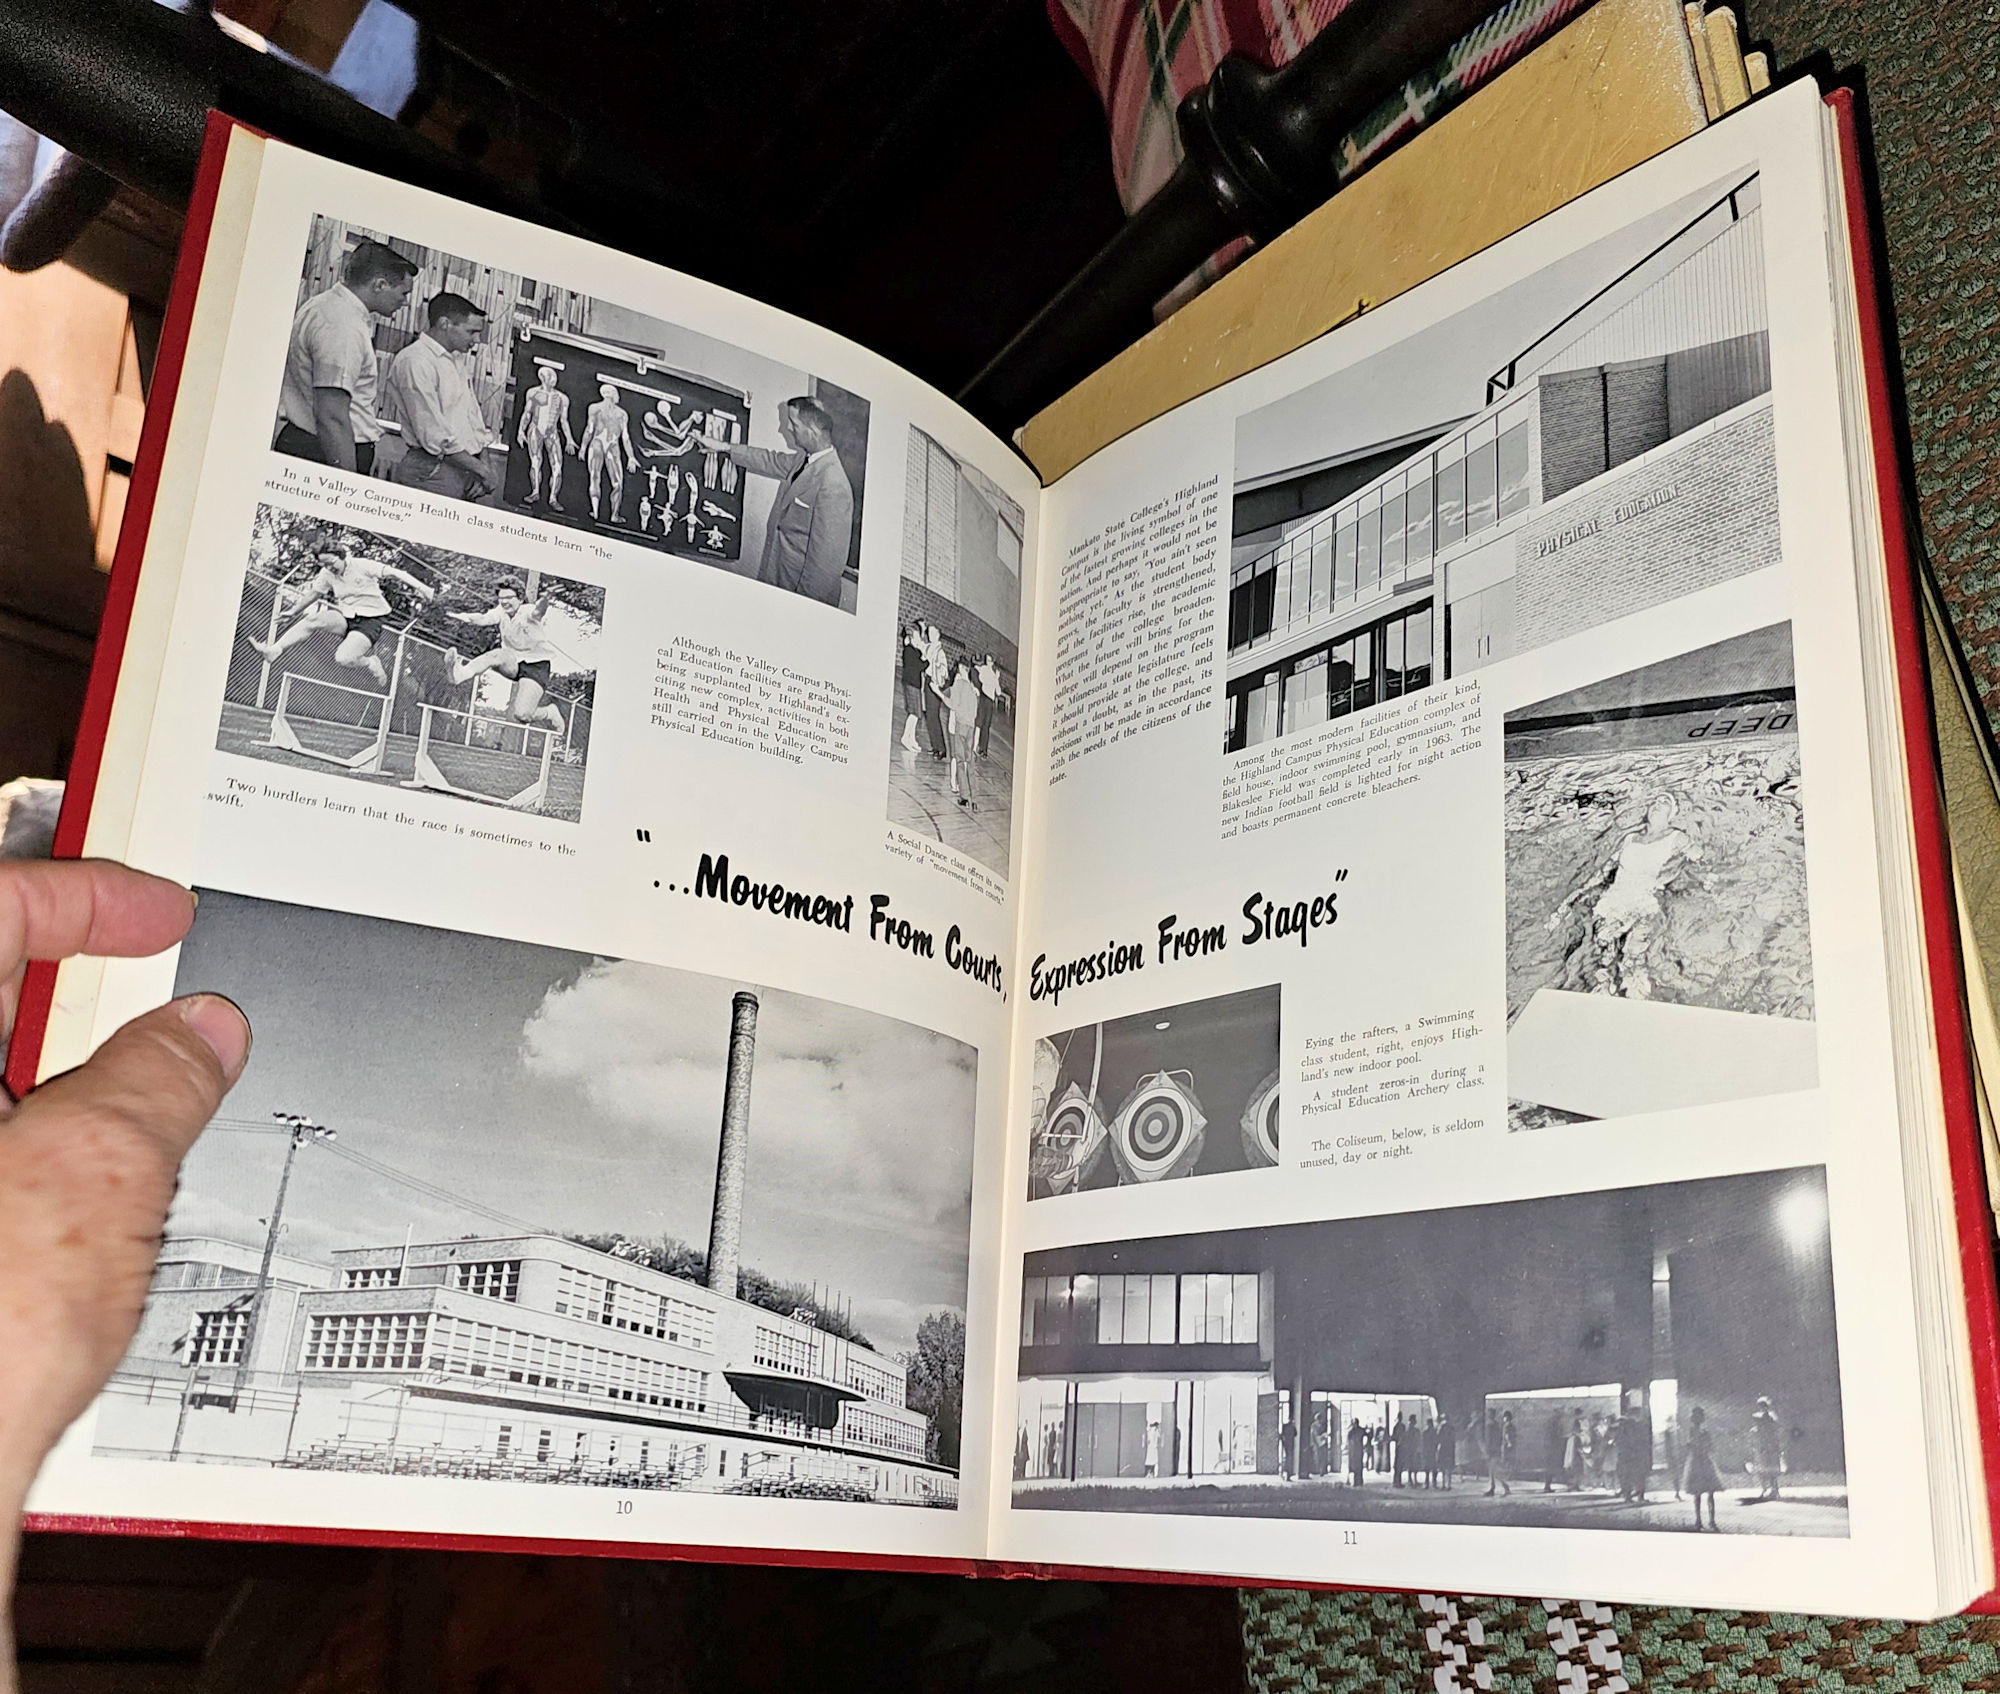 In a Valley Campus Health class students learn "the
structure of ourselves."
Two hurdlers learn that the race is sometimes to the
swift.
Although the Valley Campus Physi-
cal Education facilities are gradually
being supplanted by Highland's ex-
citing new complex, activities in both
Health and Physical Education are
still carried on in the Valley Campus
Physical Education building.
A Social Dance class offers its own
variety of "movement from courts."
"...Movement From Courts,
10
Mankato State College's Highland
Campus is the living symbol of one
of the fastest growing colleges in the
nation. And perhaps it would not be
inappropriate to say, "You ain't seen
nothing yet." As the student body
grows, the faculty is strengthened,
and the facilities rise, the academic
programs of the college broaden.
What the future will bring for the
college will depend on the program
the Minnesota state legislature feels
it should provide at the college, and
without a doubt, as in the past, its
decisions will be made in accordance
with the needs of the citizens of the
state.
PHYSICAL EDUCATION
Among the most modern facilities of their kind,
the Highland Campus Physical Education complex of
field house, indoor swimming pool, gymnasium, and
Blakeslee Field was completed early in 1963. The
new Indian football field is lighted for night action
and boasts permanent concrete bleachers.
DEEP
Expression From Stages"
Eying the rafters, a Swimming
class student, right, enjoys High-
land's new indoor pool.
A student zeros-in during a
Physical Education Archery class.
The Coliseum, below, is seldom
unused, day or night.
11